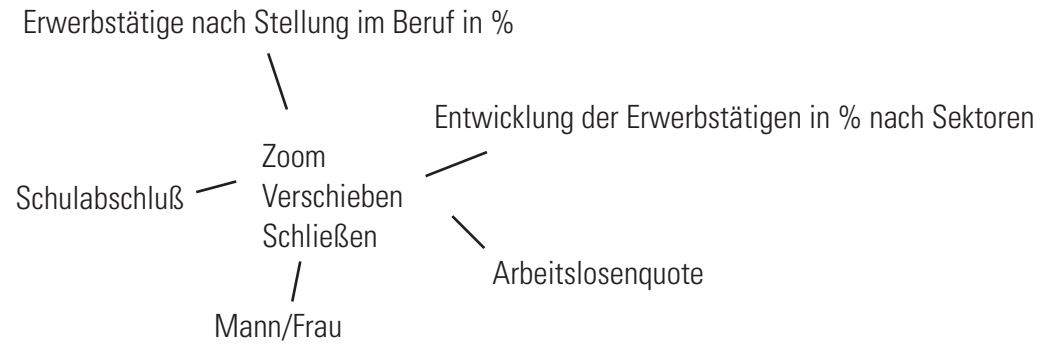 Erwerbstätige nach Stellung im Beruf in %
Entwicklung der Erwerbstätigen in % nach Sektoren
Zoom
Verschieben
Schließen
Schulabschluß
Arbeitslosenquote
Mann/Frau